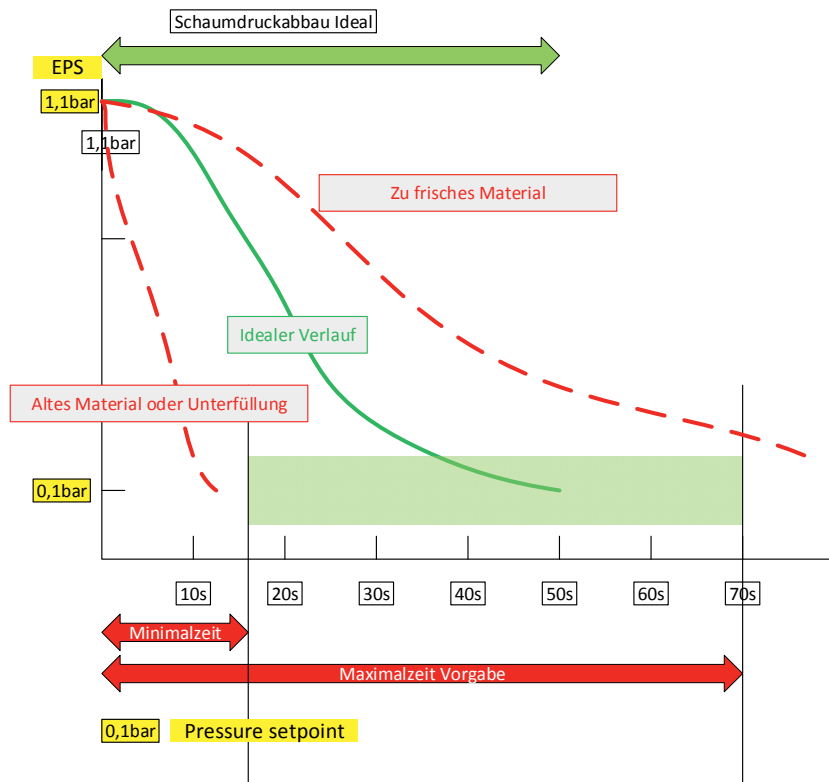 Schaumdruckabbau Ideal
EPS
1,1bar
1,1bar
Zu frisches Material
Idealer Verlauf
Altes Material oder Unterfüllung
0,1bar
10s 20s 30s 40s 50s 60s 70s
Minimalzeit
Maximalzeit Vorgabe
0,1bar Pressure setpoint